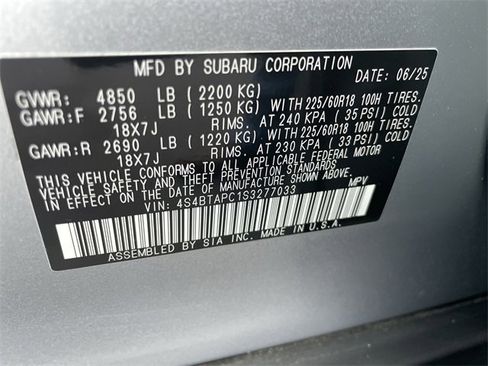 MFD BY SUBARU CORPORATION
DATE: 06/25
GVWR: 4850 LB (2200 KG)
GAWR:F 2756 LB (1250 KG) WITH 225/60R18 100H TIRES.
18X7J RIMS. AT 240 KPA (35 PSI) COLD
GAWR:R 2690 LB (1220 KG) WITH 225/60R18 100H TIRES.
18X7J RIMS. AT 230 KPA (33 PSI) COLD
THIS VEHICLE CONFORMS TO ALL APPLICABLE FEDERAL MOTOR
VEHICLE SAFETY AND THEFT PREVENTION STANDARDS
IN EFFECT ON THE DATE OF MANUFACTURE SHOWN ABOVE.
VIN: 4S4BTAPC1S3277033 MPV
ASSEMBLED BY SIA INC. MADE IN U.S.A.